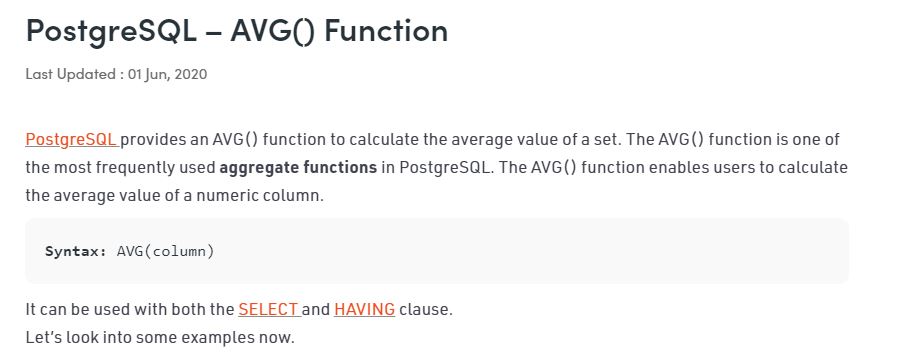 PostgreSQL – AVG() Function
Last Updated : 01 Jun, 2020
PostgreSQL provides an AVG() function to calculate the average value of a set. The AVG() function is one of
the most frequently used aggregate functions in PostgreSQL. The AVG() function enables users to calculate
the average value of a numeric column.
Syntax: AVG(column)
It can be used with both the SELECT and HAVING clause.
Let's look into some examples now.